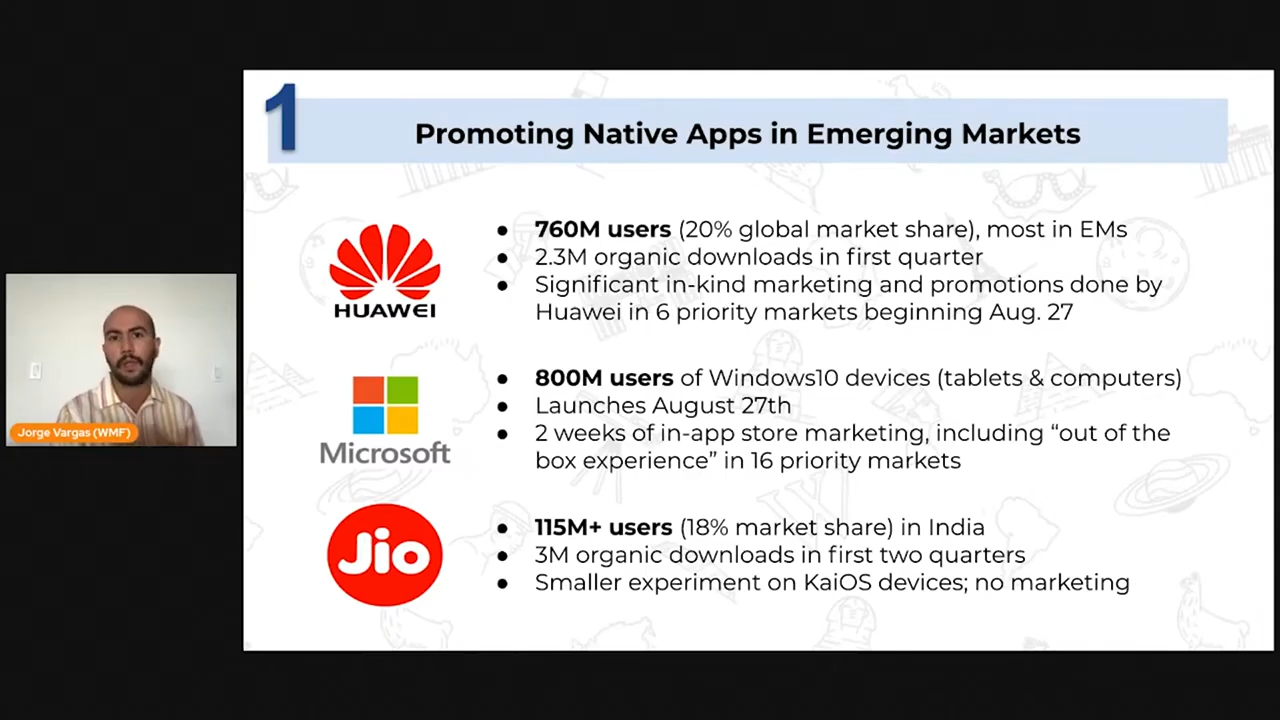 1
Promoting Native Apps in Emerging Markets
HUAWEI
● 760M users (20% global market share), most in EMs
● 2.3M organic downloads in first quarter
● Significant in-kind marketing and promotions done by
Huawei in 6 priority markets beginning Aug. 27
Microsoft
● 800M users of Windows10 devices (tablets & computers)
● Launches August 27th
● 2 weeks of in-app store marketing, including “out of the
box experience” in 16 priority markets
Jio
● 115M+ users (18% market share) in India
● 3M organic downloads in first two quarters
● Smaller experiment on KaiOS devices; no marketing
Jorge Vargas (WMF)